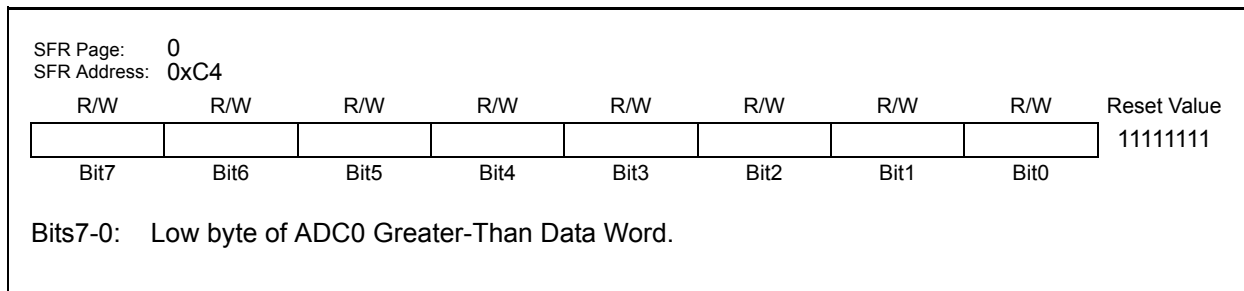 SFR Page: 0
SFR Address: 0xC4
R/W R/W R/W R/W R/W R/W R/W R/W Reset Value
11111111
Bit7 Bit6 Bit5 Bit4 Bit3 Bit2 Bit1 Bit0
Bits7-0: Low byte of ADC0 Greater-Than Data Word.